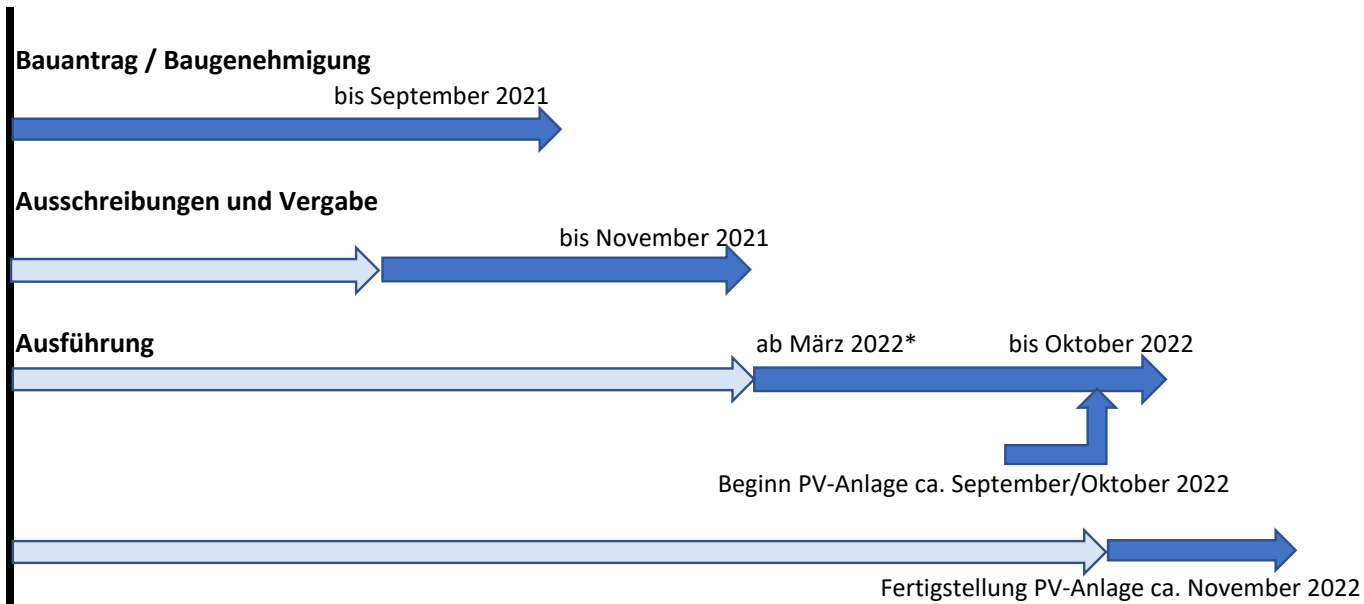 Bauantrag / Baugenehmigung
bis September 2021
Ausschreibungen und Vergabe
bis November 2021
Ausführung
ab März 2022*
bis Oktober 2022
Beginn PV-Anlage ca. September/Oktober 2022
Fertigstellung PV-Anlage ca. November 2022